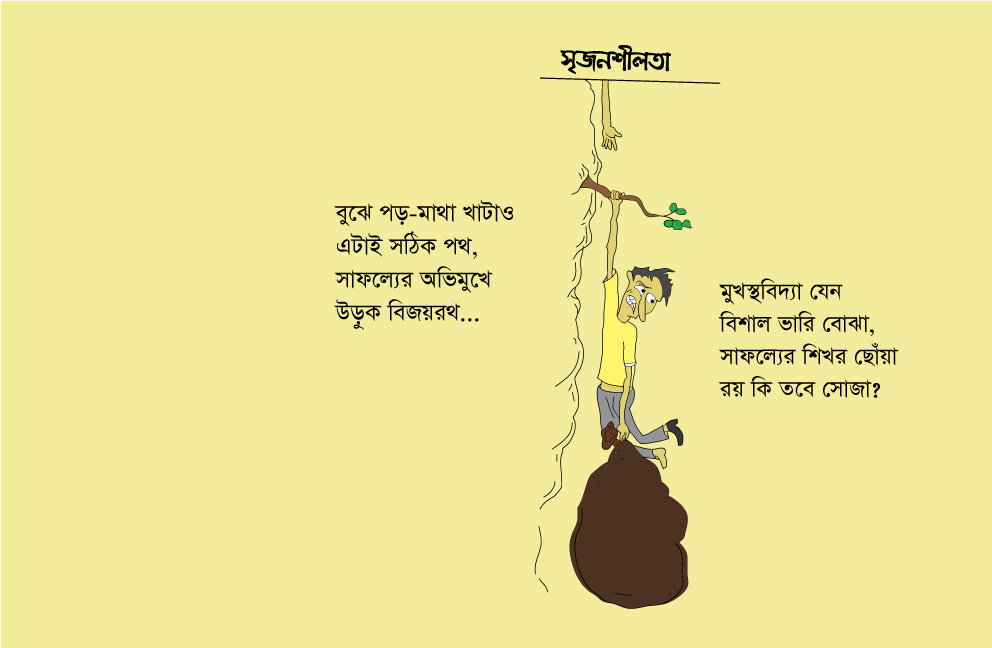 সৃজনশীলতা
বুঝে পড়-মাথা খাটাও
এটাই সঠিক পথ,
সাফল্যের অভিমুখে
উড়ুক বিজয়রথ...
মুখস্থবিদ্যা যেন
বিশাল ভারি বোঝা,
সাফল্যের শিখর ছোঁয়া
রয় কি তবে সোজা?